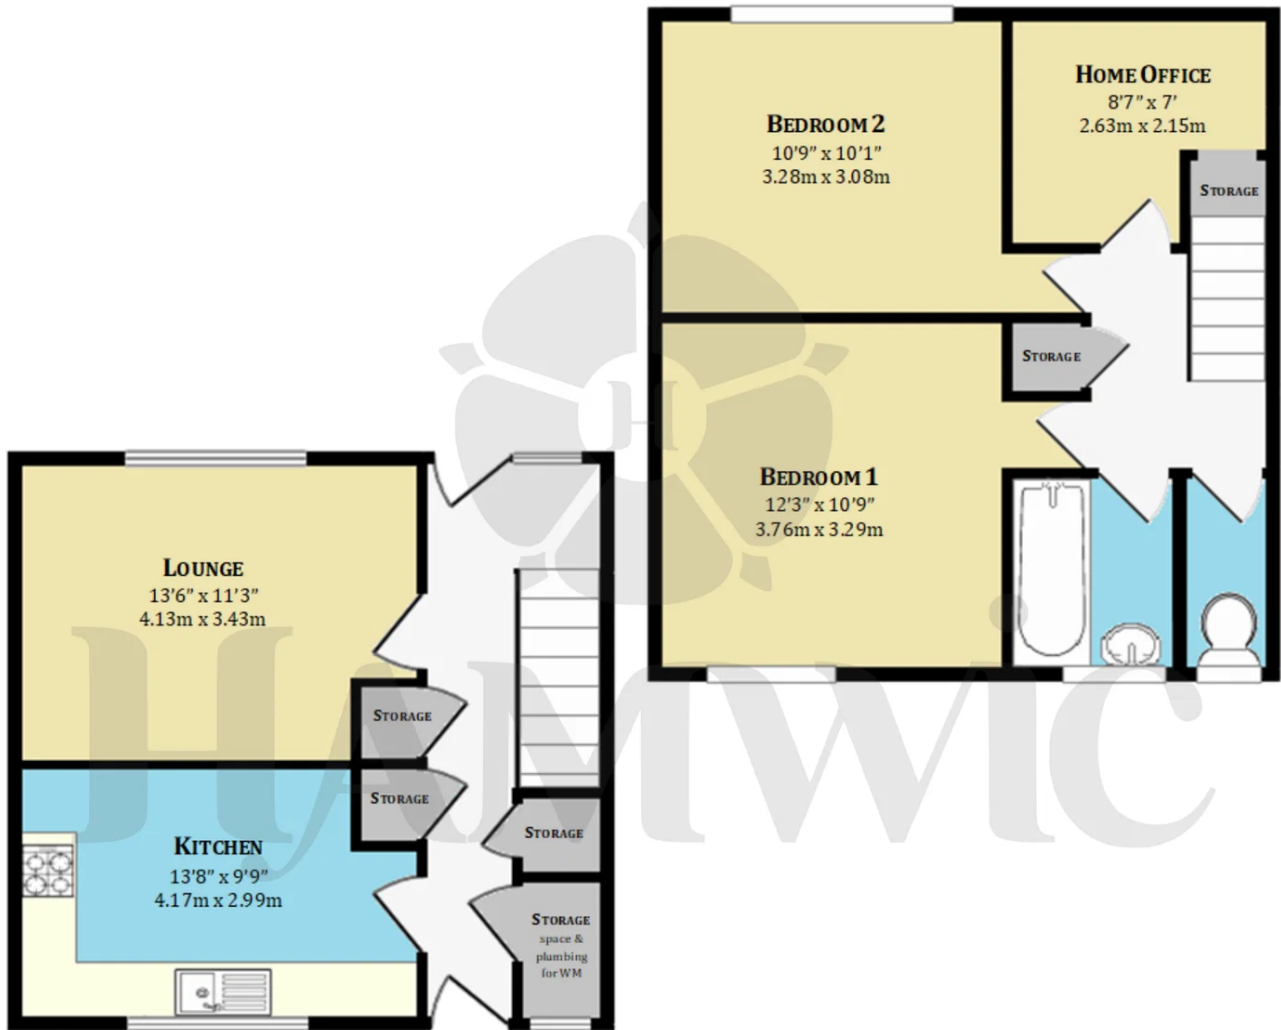 BEDROOM 2
10'9" x 10'1"
3.28m x 3.08m
HOME OFFICE
8'7" x 7'
2.63m x 2.15m
STORAGE
STORAGE
BEDROOM 1
12'3" x 10'9"
3.76m x 3.29m
LOUNGE
13'6" x 11'3"
4.13m x 3.43m
STORAGE
STORAGE
STORAGE
KITCHEN
13'8" x 9'9"
4.17m x 2.99m
STORAGE
space &
plumbing
for WM
H
HAMWiC